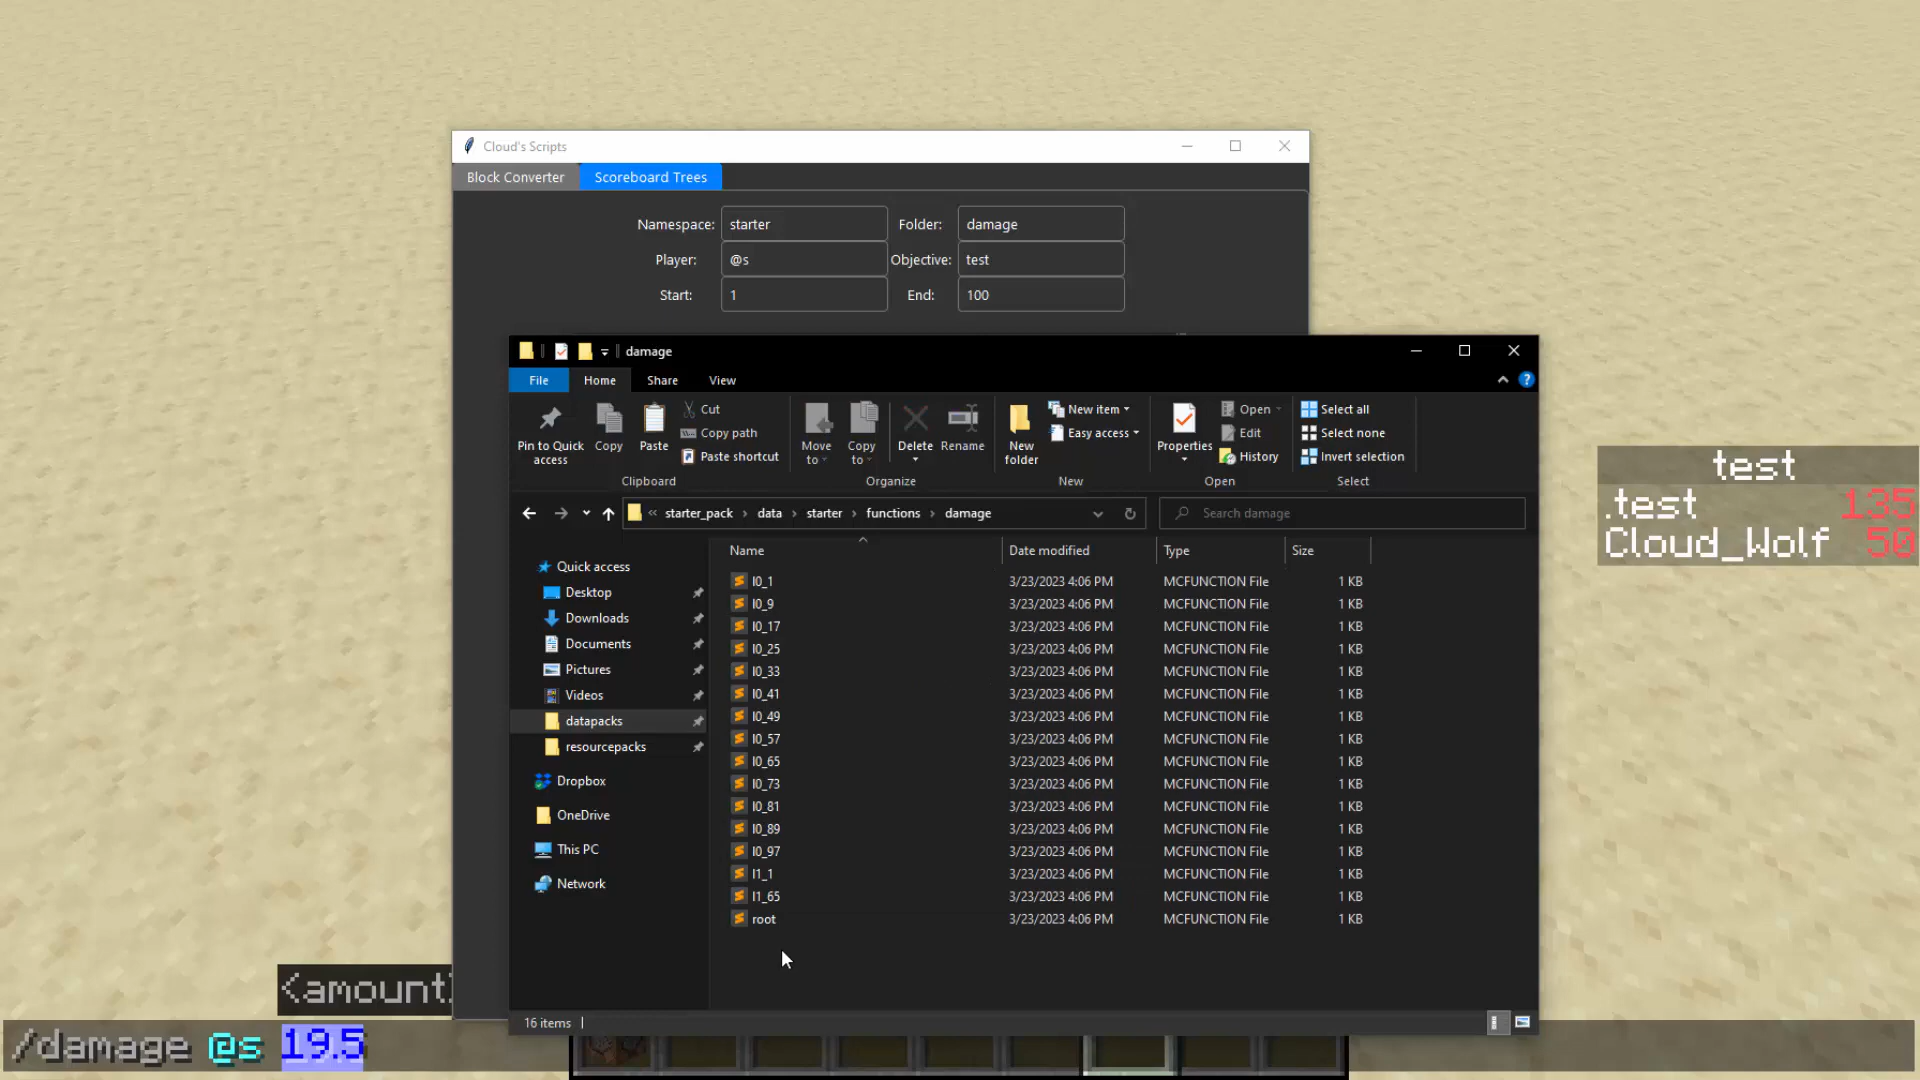 Cloud's Scripts
Block Converter Scoreboard Trees
Namespace: starter Folder: damage
Player: @s Objective: test
Start: 1 End: 100
damage
File Home Share View
Pin to Quick access
Copy
Paste
Cut
Copy path
Paste shortcut
Clipboard
Move to
Copy to
Delete
Rename
Organize
New folder
New item
Easy access
New
Properties
Open
Edit
History
Open
Select all
Select none
Invert selection
Select
« starter_pack › data › starter › functions › damage
Search damage
Name Date modified Type Size
Quick access
Desktop
Downloads
Documents
Pictures
Videos
datapacks
resourcepacks
Dropbox
OneDrive
This PC
Network
l0_1 3/23/2023 4:06 PM MCFUNCTION File 1 KB
l0_9 3/23/2023 4:06 PM MCFUNCTION File 1 KB
l0_17 3/23/2023 4:06 PM MCFUNCTION File 1 KB
l0_25 3/23/2023 4:06 PM MCFUNCTION File 1 KB
l0_33 3/23/2023 4:06 PM MCFUNCTION File 1 KB
l0_41 3/23/2023 4:06 PM MCFUNCTION File 1 KB
l0_49 3/23/2023 4:06 PM MCFUNCTION File 1 KB
l0_57 3/23/2023 4:06 PM MCFUNCTION File 1 KB
l0_65 3/23/2023 4:06 PM MCFUNCTION File 1 KB
l0_73 3/23/2023 4:06 PM MCFUNCTION File 1 KB
l0_81 3/23/2023 4:06 PM MCFUNCTION File 1 KB
l0_89 3/23/2023 4:06 PM MCFUNCTION File 1 KB
l0_97 3/23/2023 4:06 PM MCFUNCTION File 1 KB
l1_1 3/23/2023 4:06 PM MCFUNCTION File 1 KB
l1_65 3/23/2023 4:06 PM MCFUNCTION File 1 KB
root 3/23/2023 4:06 PM MCFUNCTION File 1 KB
16 items
test
.test 135
Cloud_Wolf 50
<amount>
/damage @s 19.5